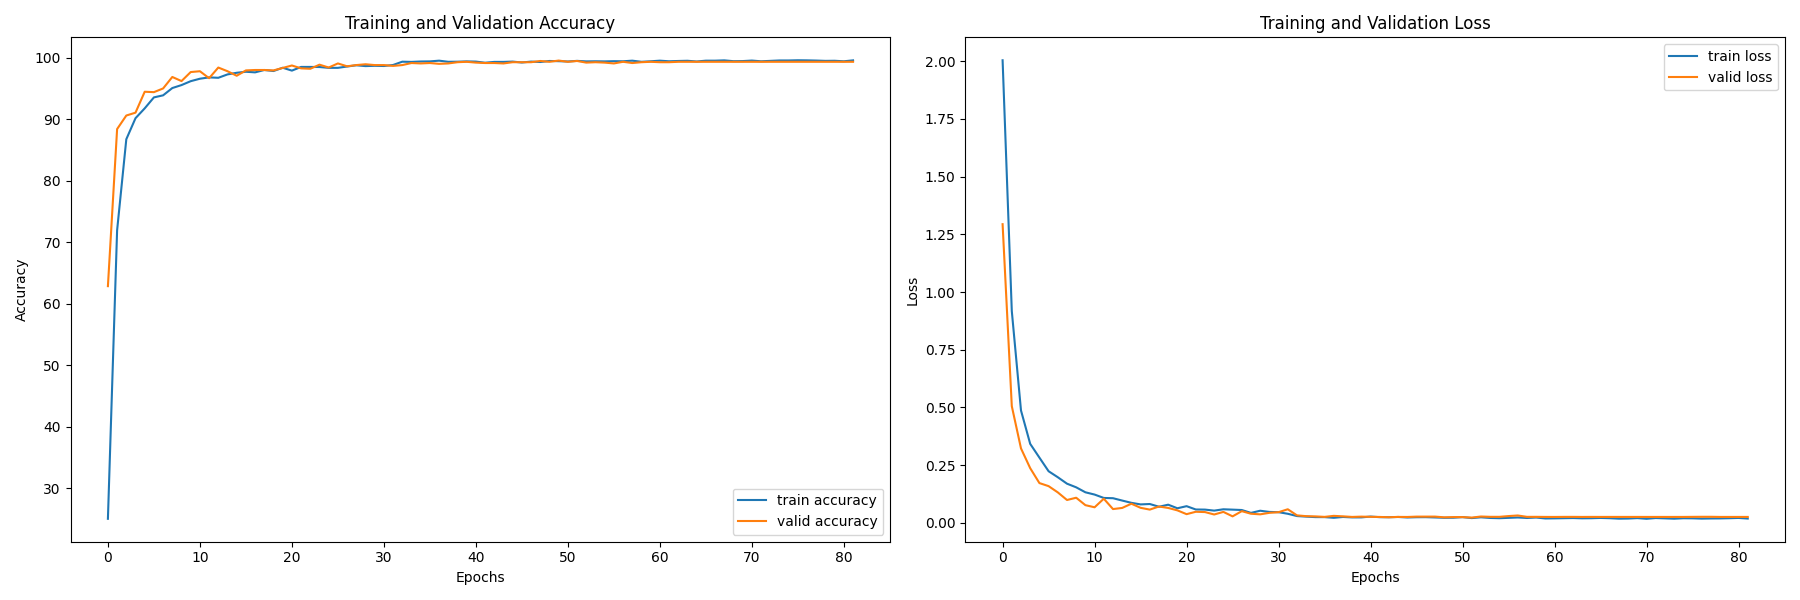 Training and Validation Accuracy
100
90
80
70
60
50
40
30
Accuracy
train accuracy
valid accuracy
0 10 20 30 40 50 60 70 80
Epochs
Training and Validation Loss
2.00
1.75
1.50
1.25
1.00
0.75
0.50
0.25
0.00
Loss
train loss
valid loss
0 10 20 30 40 50 60 70 80
Epochs